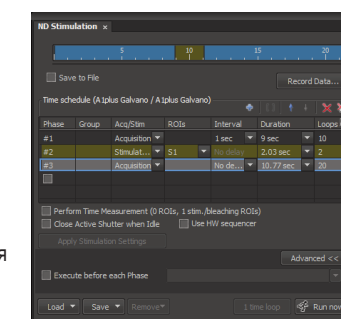 ND Stimulation ×
5 10 15 20
Save to File
Record Data...
Time schedule (A1plus Galvano / A1plus Galvano)
Phase Group Acq/Stim ROIs Interval Duration Loops
#1 Acquisition 1 sec 9 sec 10
#2 Stimulat... S1 No delay 2.03 sec 2
#3 Acquisition No de... 10.77 sec 20
Perform Time Measurement (0 ROIs, 1 stim./bleaching ROIs)
Close Active Shutter when Idle Use HW sequencer
я
Apply Stimulation Settings
Advanced <<
Execute before each Phase
Load Save Remove 1 time loop Run now